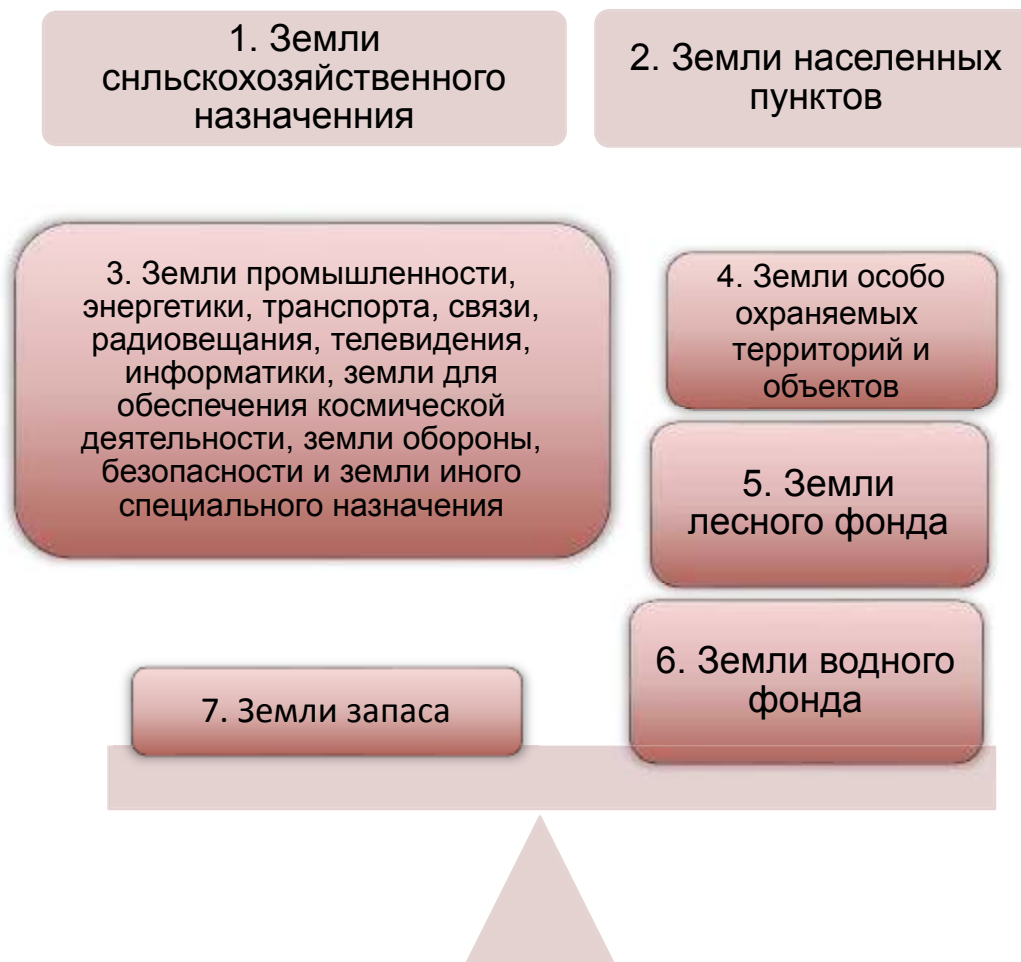 1. Земли
снльскохозяйственного
назначенния
2. Земли населенных
пунктов
3. Земли промышленности,
энергетики, транспорта, связи,
радиовещания, телевидения,
информатики, земли для
обеспечения космической
деятельности, земли обороны,
безопасности и земли иного
специального назначения
4. Земли особо
охраняемых
территорий и
объектов
5. Земли
лесного фонда
6. Земли водного
фонда
7. Земли запаса